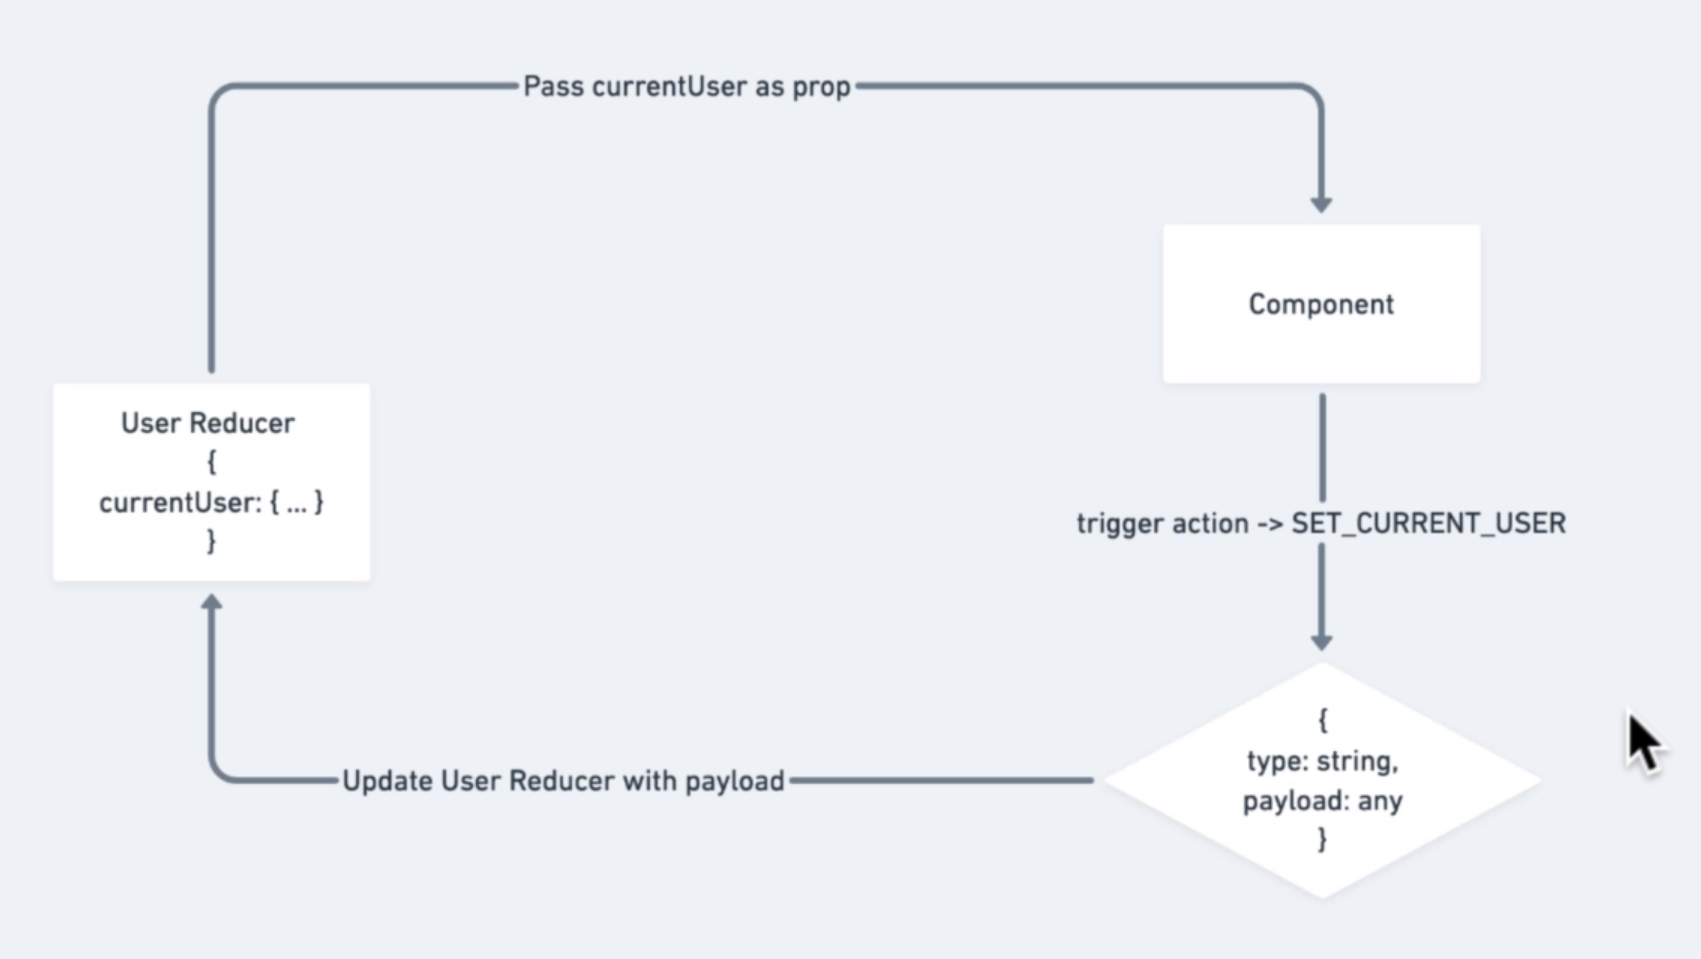 Pass currentUser as prop
Component
User Reducer
{
currentUser: { ... }
}
trigger action -> SET_CURRENT_USER
{
type: string,
payload: any
}
Update User Reducer with payload